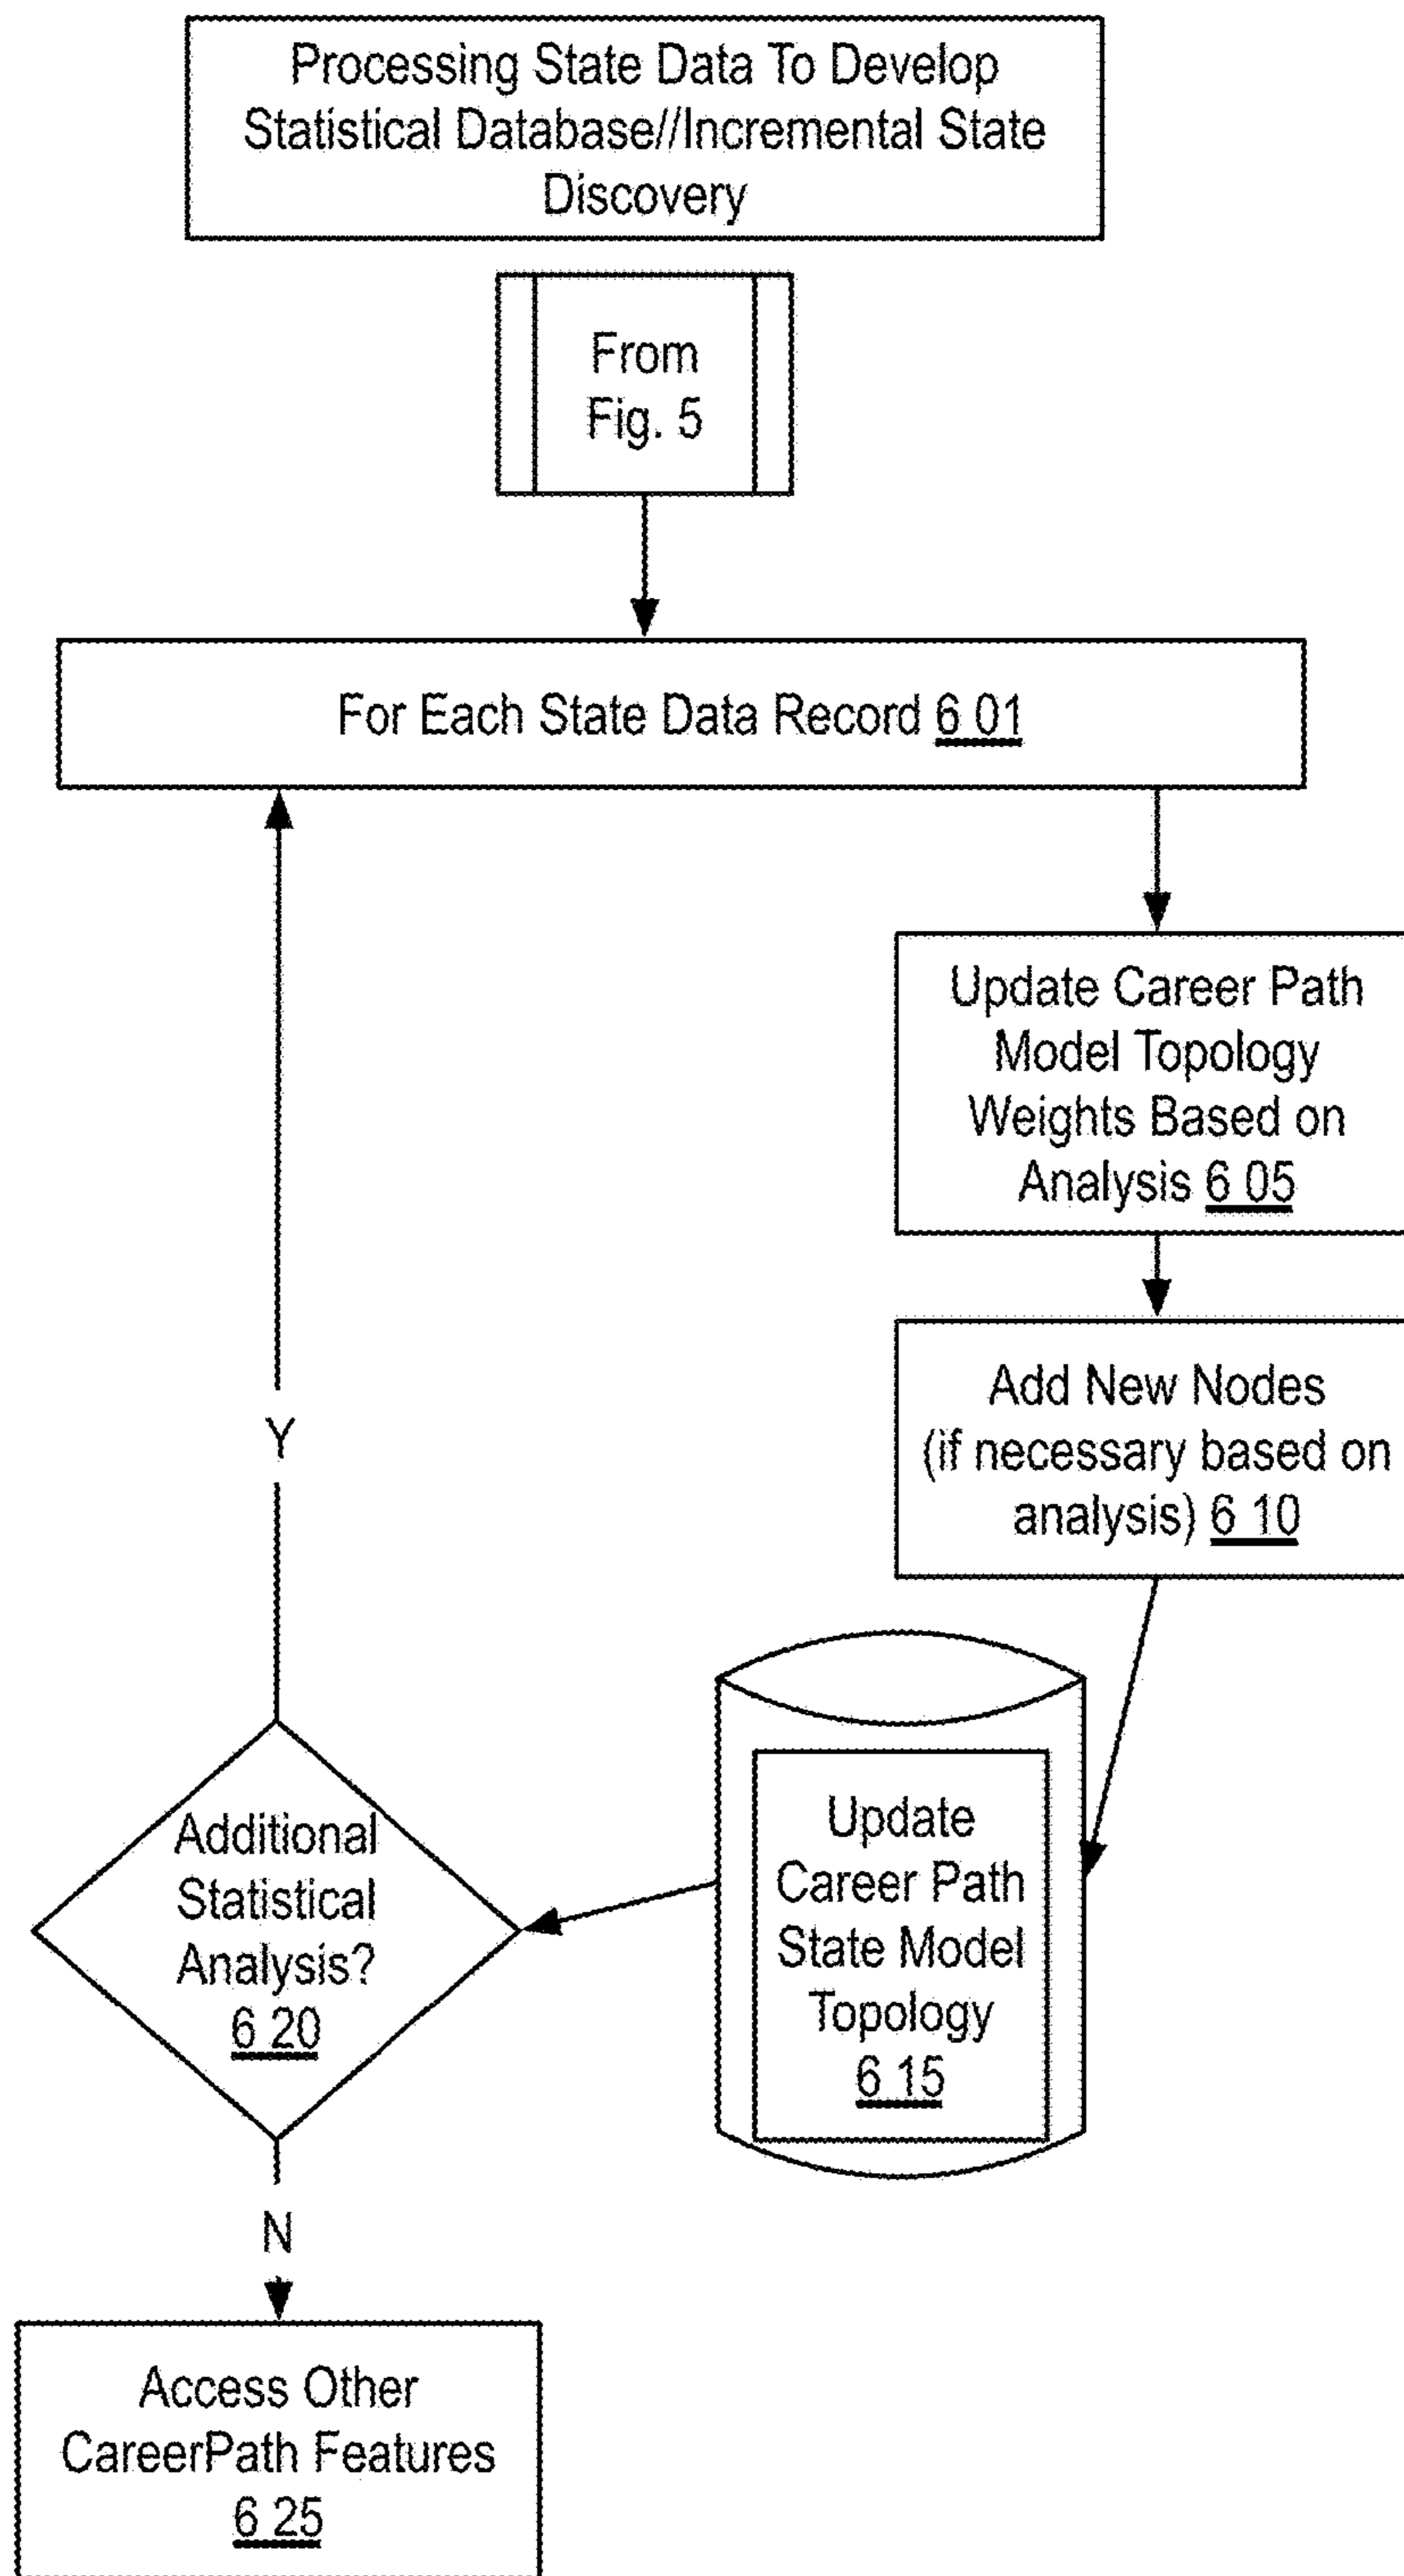 Processing State Data To Develop
Statistical Database//Incremental State
Discovery
From
Fig. 5
For Each State Data Record 6 01
Update Career Path
Model Topology
Weights Based on
Analysis 6 05
Add New Nodes
(if necessary based on
analysis) 6 10
Y
Update
Career Path
State Model
Topology
6 15
Additional
Statistical
Analysis?
6 20
N
Access Other
CareerPath Features
6 25